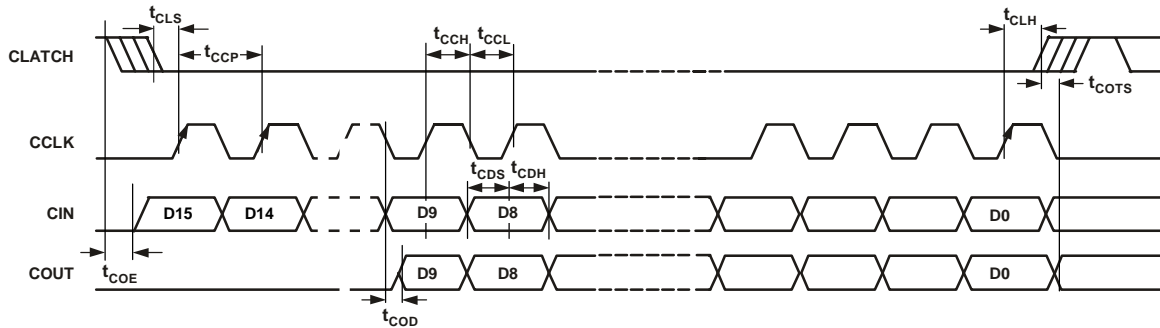 tCLS
tCCP
tCCH tCCL
tCLH
CLATCH
tCOTS
CCLK
tCDS tCDH
CIN D15 D14 D9 D8 D0
tCOE
COUT D9 D8 D0
tCOD